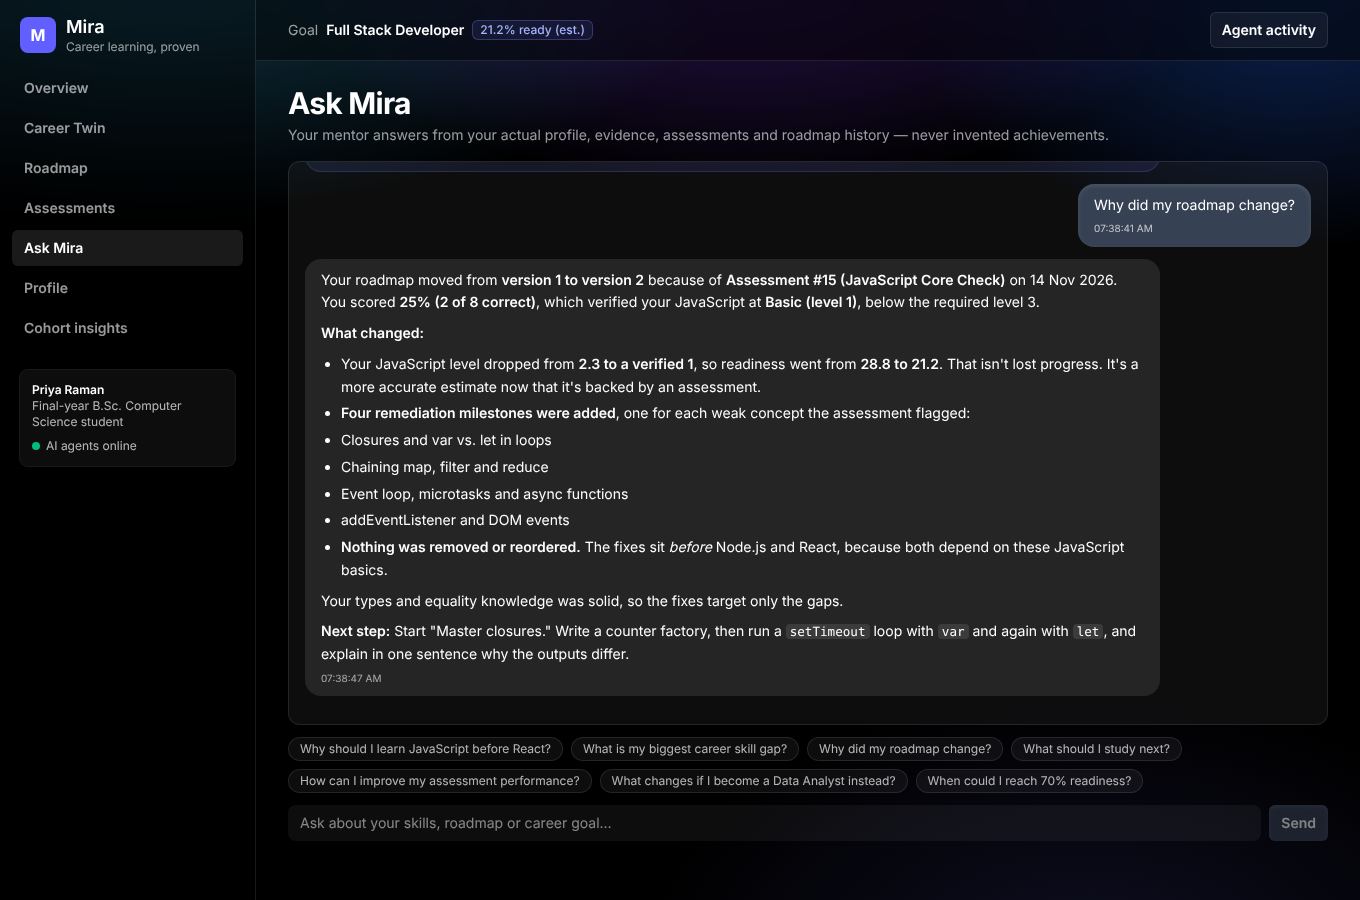 M
Mira
Career learning, proven
Overview
Career Twin
Roadmap
Assessments
Ask Mira
Profile
Cohort insights
Priya Raman
Final-year B.Sc. Computer
Science student
AI agents online
Goal Full Stack Developer 21.2% ready (est.)
Agent activity
Ask Mira
Your mentor answers from your actual profile, evidence, assessments and roadmap history — never invented achievements.
Why did my roadmap change?
07:38:41 AM
Your roadmap moved from version 1 to version 2 because of Assessment #15 (JavaScript Core Check) on 14 Nov 2026.
You scored 25% (2 of 8 correct), which verified your JavaScript at Basic (level 1), below the required level 3.
What changed:
• Your JavaScript level dropped from 2.3 to a verified 1, so readiness went from 28.8 to 21.2. That isn't lost progress. It's a
more accurate estimate now that it's backed by an assessment.
• Four remediation milestones were added, one for each weak concept the assessment flagged:
• Closures and var vs. let in loops
• Chaining map, filter and reduce
• Event loop, microtasks and async functions
• addEventListener and DOM events
• Nothing was removed or reordered. The fixes sit before Node.js and React, because both depend on these JavaScript
basics.
Your types and equality knowledge was solid, so the fixes target only the gaps.
Next step: Start "Master closures." Write a counter factory, then run a setTimeout loop with var and again with let, and
explain in one sentence why the outputs differ.
07:38:47 AM
Why should I learn JavaScript before React?
What is my biggest career skill gap?
Why did my roadmap change?
What should I study next?
How can I improve my assessment performance?
What changes if I become a Data Analyst instead?
When could I reach 70% readiness?
Ask about your skills, roadmap or career goal...
Send